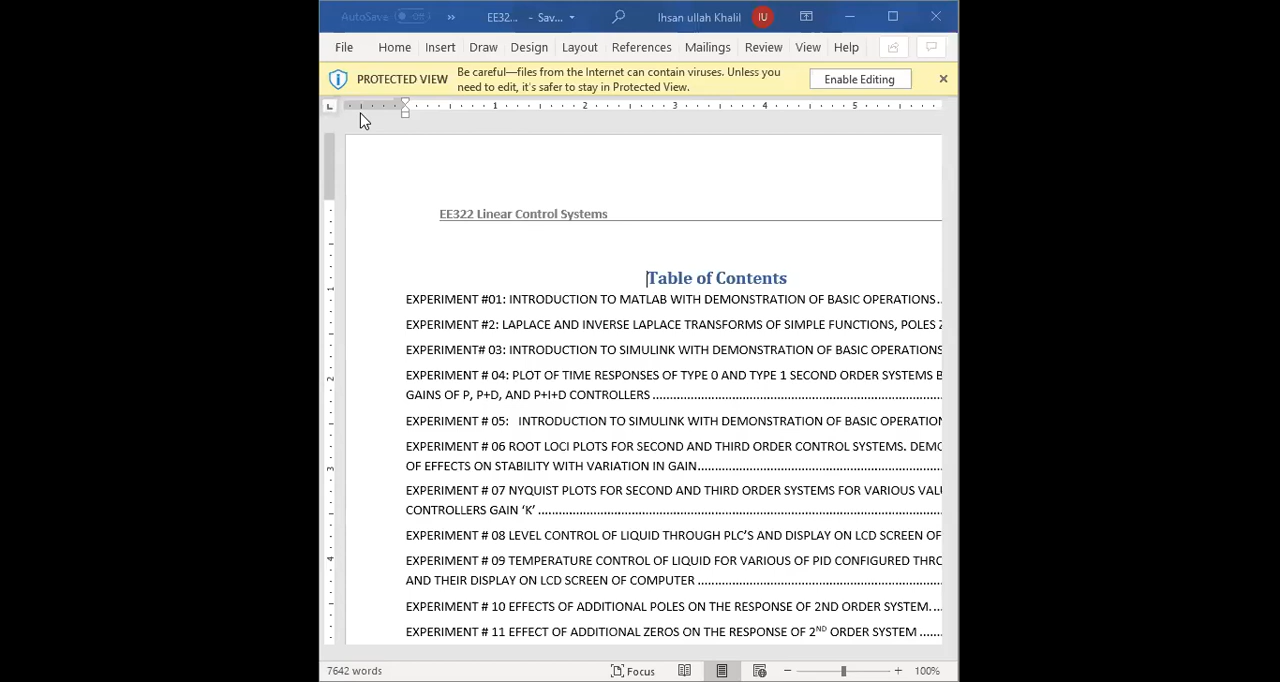 AutoSave EE32... - Sav... Ihsan ullah Khalil IU
File Home Insert Draw Design Layout References Mailings Review View Help
PROTECTED VIEW Be careful—files from the Internet can contain viruses. Unless you
need to edit, it's safer to stay in Protected View. Enable Editing
1 2 3 4 5
EE322 Linear Control Systems
Table of Contents
EXPERIMENT #01: INTRODUCTION TO MATLAB WITH DEMONSTRATION OF BASIC OPERATIONS..
EXPERIMENT #2: LAPLACE AND INVERSE LAPLACE TRANSFORMS OF SIMPLE FUNCTIONS, POLES Z
EXPERIMENT# 03: INTRODUCTION TO SIMULINK WITH DEMONSTRATION OF BASIC OPERATIONS
EXPERIMENT # 04: PLOT OF TIME RESPONSES OF TYPE 0 AND TYPE 1 SECOND ORDER SYSTEMS B
GAINS OF P, P+D, AND P+I+D CONTROLLERS
EXPERIMENT # 05: INTRODUCTION TO SIMULINK WITH DEMONSTRATION OF BASIC OPERATION
EXPERIMENT # 06 ROOT LOCI PLOTS FOR SECOND AND THIRD ORDER CONTROL SYSTEMS. DEMO
OF EFFECTS ON STABILITY WITH VARIATION IN GAIN
EXPERIMENT # 07 NYQUIST PLOTS FOR SECOND AND THIRD ORDER SYSTEMS FOR VARIOUS VALU
CONTROLLERS GAIN ‘K’
EXPERIMENT # 08 LEVEL CONTROL OF LIQUID THROUGH PLC’S AND DISPLAY ON LCD SCREEN OF
EXPERIMENT # 09 TEMPERATURE CONTROL OF LIQUID FOR VARIOUS OF PID CONFIGURED THRO
AND THEIR DISPLAY ON LCD SCREEN OF COMPUTER
EXPERIMENT # 10 EFFECTS OF ADDITIONAL POLES ON THE RESPONSE OF 2ND ORDER SYSTEM.
EXPERIMENT # 11 EFFECT OF ADDITIONAL ZEROS ON THE RESPONSE OF 2ND ORDER SYSTEM
7642 words Focus 100%